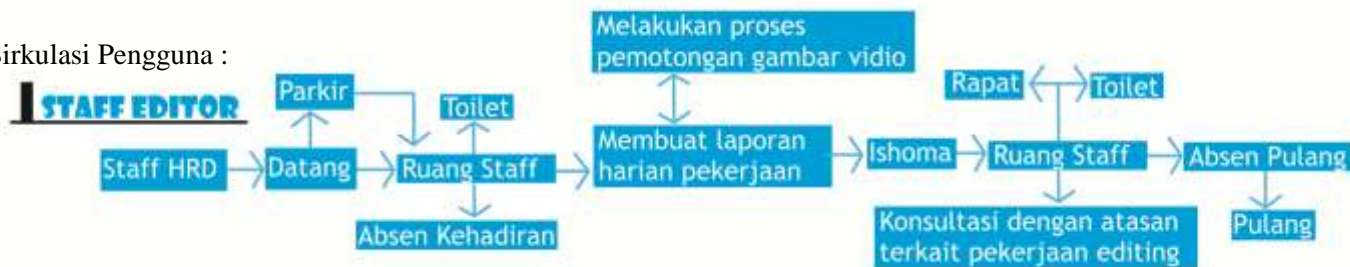 Sirkulasi Pengguna :
STAFF EDITOR
Staff HRD
Datang
Parkir
Ruang Staff
Toilet
Absen Kehadiran
Melakukan proses
pemotongan gambar vidio
Membuat laporan
harian pekerjaan
Ishoma
Ruang Staff
Rapat
Toilet
Konsultasi dengan atasan
terkait pekerjaan editing
Absen Pulang
Pulang